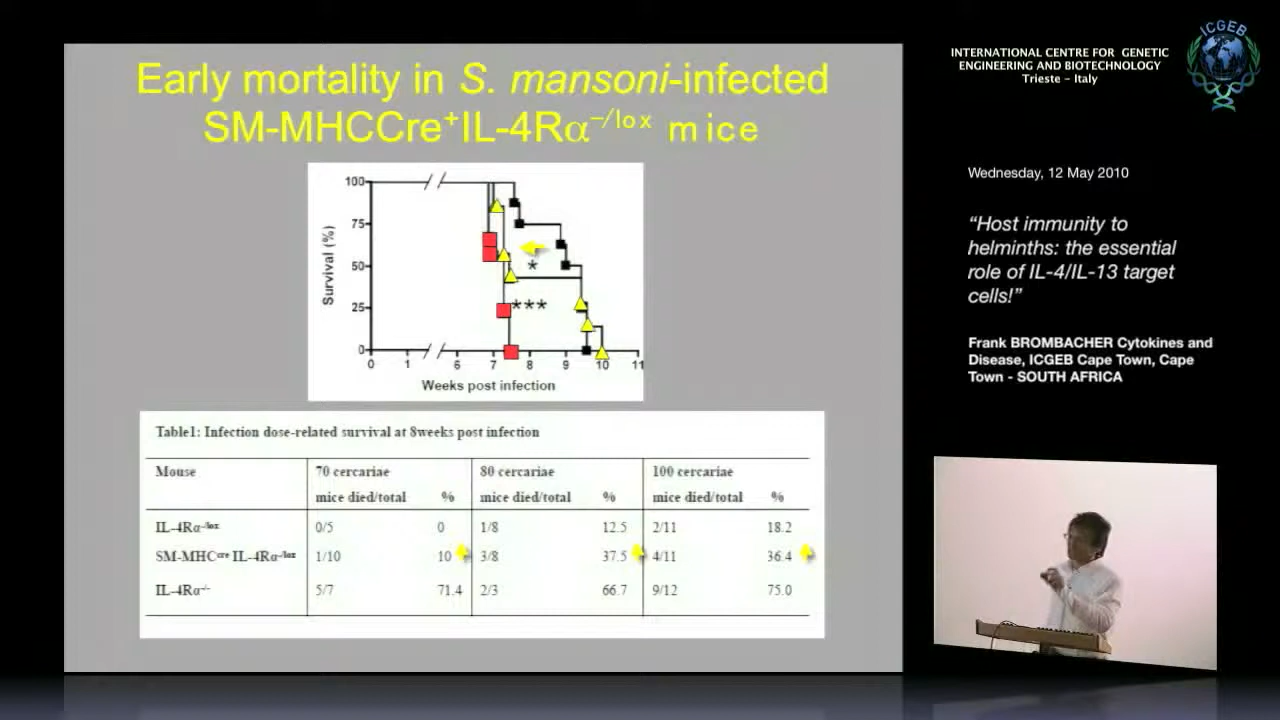 Early mortality in S. mansoni-infected
SM-MHCCre⁺IL-4Rα⁻/ˡᵒˣ mice
100
75
50
25
0
Survival (%)
*
***
0 1 6 7 8 9 10 11
Weeks post infection
Table1: Infection dose-related survival at 8weeks post infection
Mouse 70 cercariae 80 cercariae 100 cercariae
mice died/total % mice died/total % mice died/total %
IL-4Rα⁻/ˡᵒˣ 0/5 0 1/8 12.5 2/11 18.2
SM-MHCᶜʳᵉ IL-4Rα⁻/ˡᵒˣ 1/10 10 3/8 37.5 4/11 36.4
IL-4Rα⁻/⁻ 5/7 71.4 2/3 66.7 9/12 75.0
INTERNATIONAL CENTRE FOR GENETIC
ENGINEERING AND BIOTECHNOLOGY
Trieste – Italy
ICGEB
Wednesday, 12 May 2010
“Host immunity to
helminths: the essential
role of IL-4/IL-13 target
cells!”
Frank BROMBACHER Cytokines and
Disease, ICGEB Cape Town, Cape
Town - SOUTH AFRICA